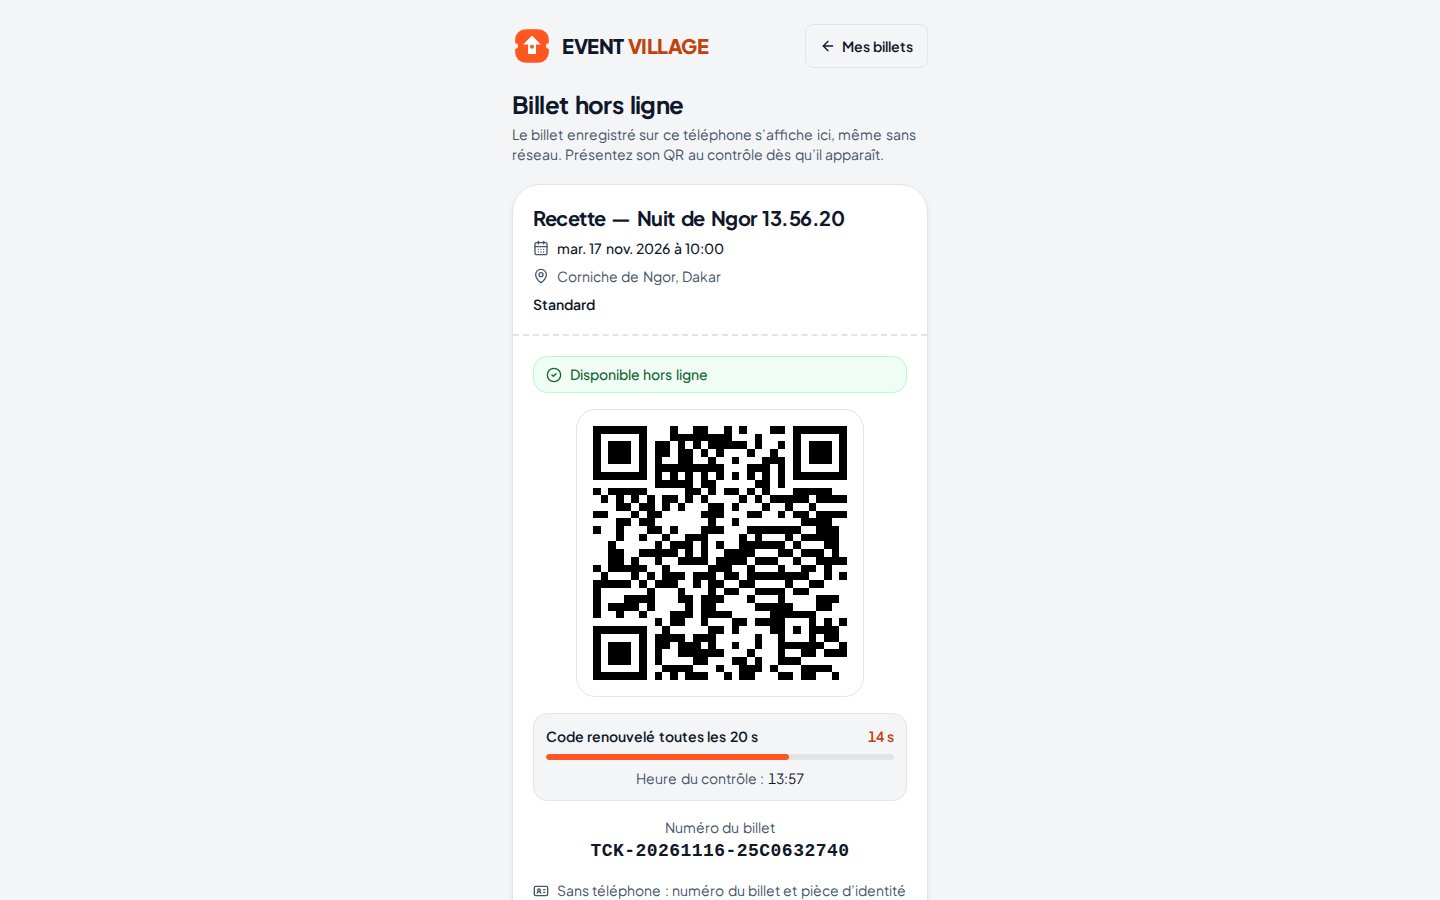 EVENT VILLAGE
Mes billets
Billet hors ligne
Le billet enregistré sur ce téléphone s'affiche ici, même sans
réseau. Présentez son QR au contrôle dès qu'il apparaît.
Recette — Nuit de Ngor 13.56.20
mar. 17 nov. 2026 à 10:00
Corniche de Ngor, Dakar
Standard
Disponible hors ligne
Code renouvelé toutes les 20 s
14 s
Heure du contrôle : 13:57
Numéro du billet
TCK-20261116-25C0632740
Sans téléphone : numéro du billet et pièce d'identité